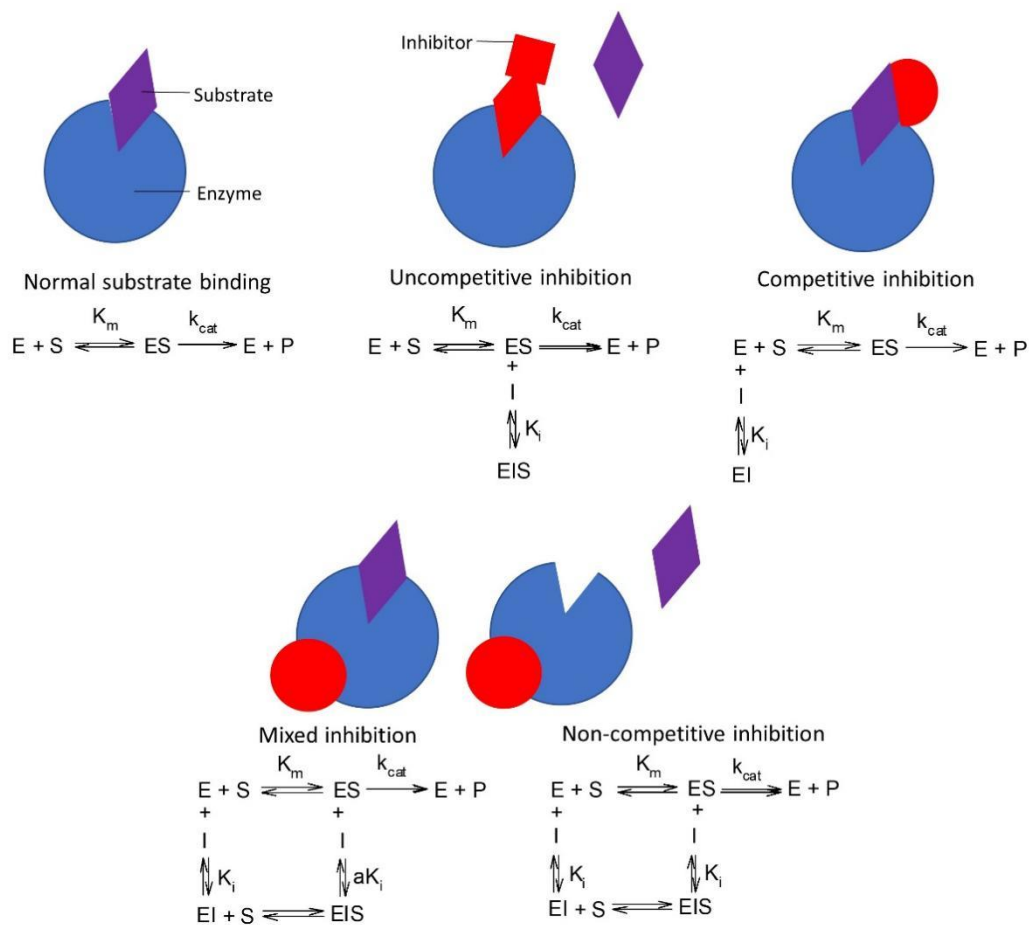 Inhibitor
Substrate
Enzyme
Normal substrate binding
Km kcat
E + S ES E + P
Uncompetitive inhibition
Km kcat
E + S ES E + P
+
I
Ki
EIS
Competitive inhibition
Km kcat
E + S ES E + P
+
I
Ki
EI
Mixed inhibition
Km kcat
E + S ES E + P
+ +
I I
Ki aKi
EI + S EIS
Non-competitive inhibition
Km kcat
E + S ES E + P
+ +
I I
Ki Ki
EI + S EIS